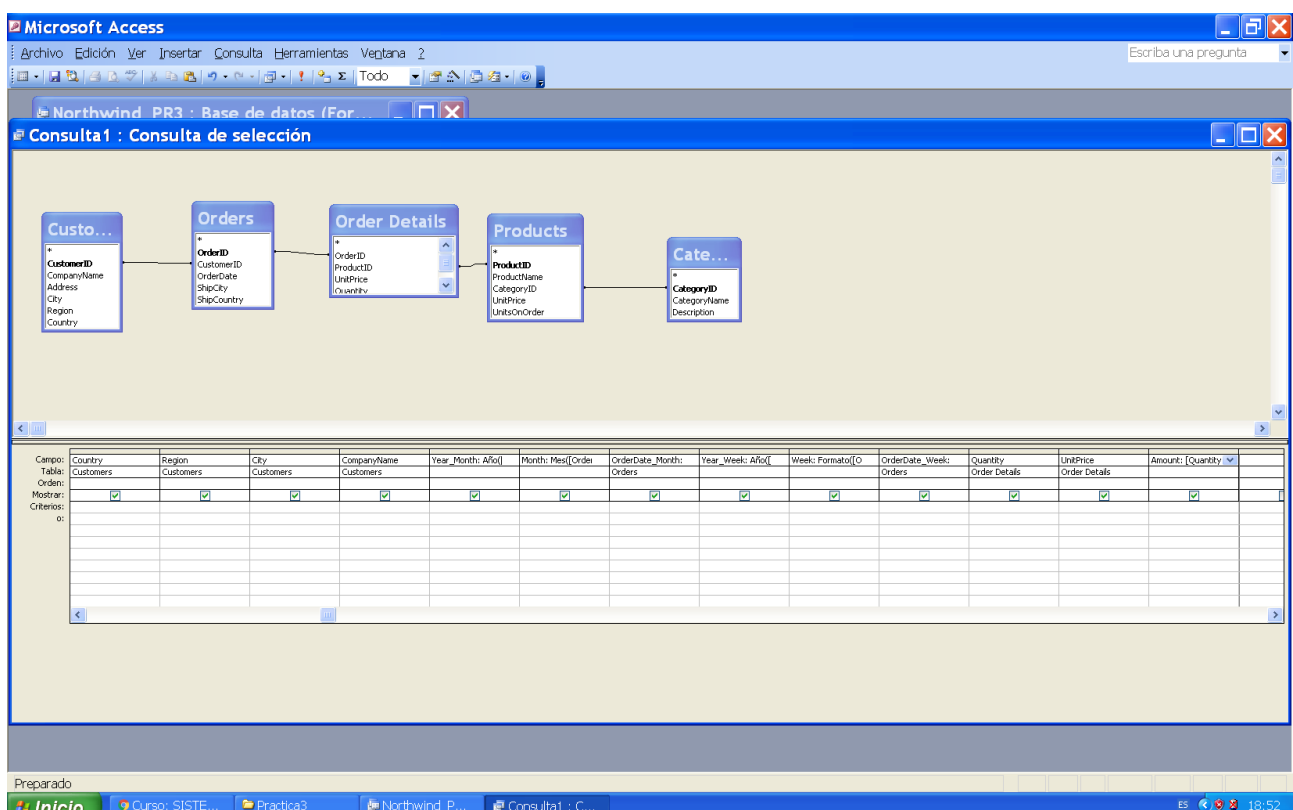 Microsoft Access
Archivo Edición Ver Insertar Consulta Herramientas Ventana ?
Escriba una pregunta
Todo
Northwind_PR3 : Base de datos (For...
Consulta1 : Consulta de selección
Custo...
*
CustomerID
CompanyName
Address
City
Region
Country
Orders
*
OrderID
CustomerID
OrderDate
ShipCity
ShipCountry
Order Details
*
OrderID
ProductID
UnitPrice
Quantity
Products
*
ProductID
ProductName
CategoryID
UnitPrice
UnitsOnOrder
Cate...
*
CategoryID
CategoryName
Description
Campo: Country Region City CompanyName Year_Month: Año([ Month: Mes([Order OrderDate_Month: Year_Week: Año([ Week: Formato([O OrderDate_Week: Quantity UnitPrice Amount: [Quantity
Tabla: Customers Customers Customers Customers Orders Orders Order Details Order Details
Orden:
Mostrar:
Criterios:
o:
Preparado
Inicio Curso: SISTE... Practica3 Northwind_P... Consulta1 : C... ES 18:52